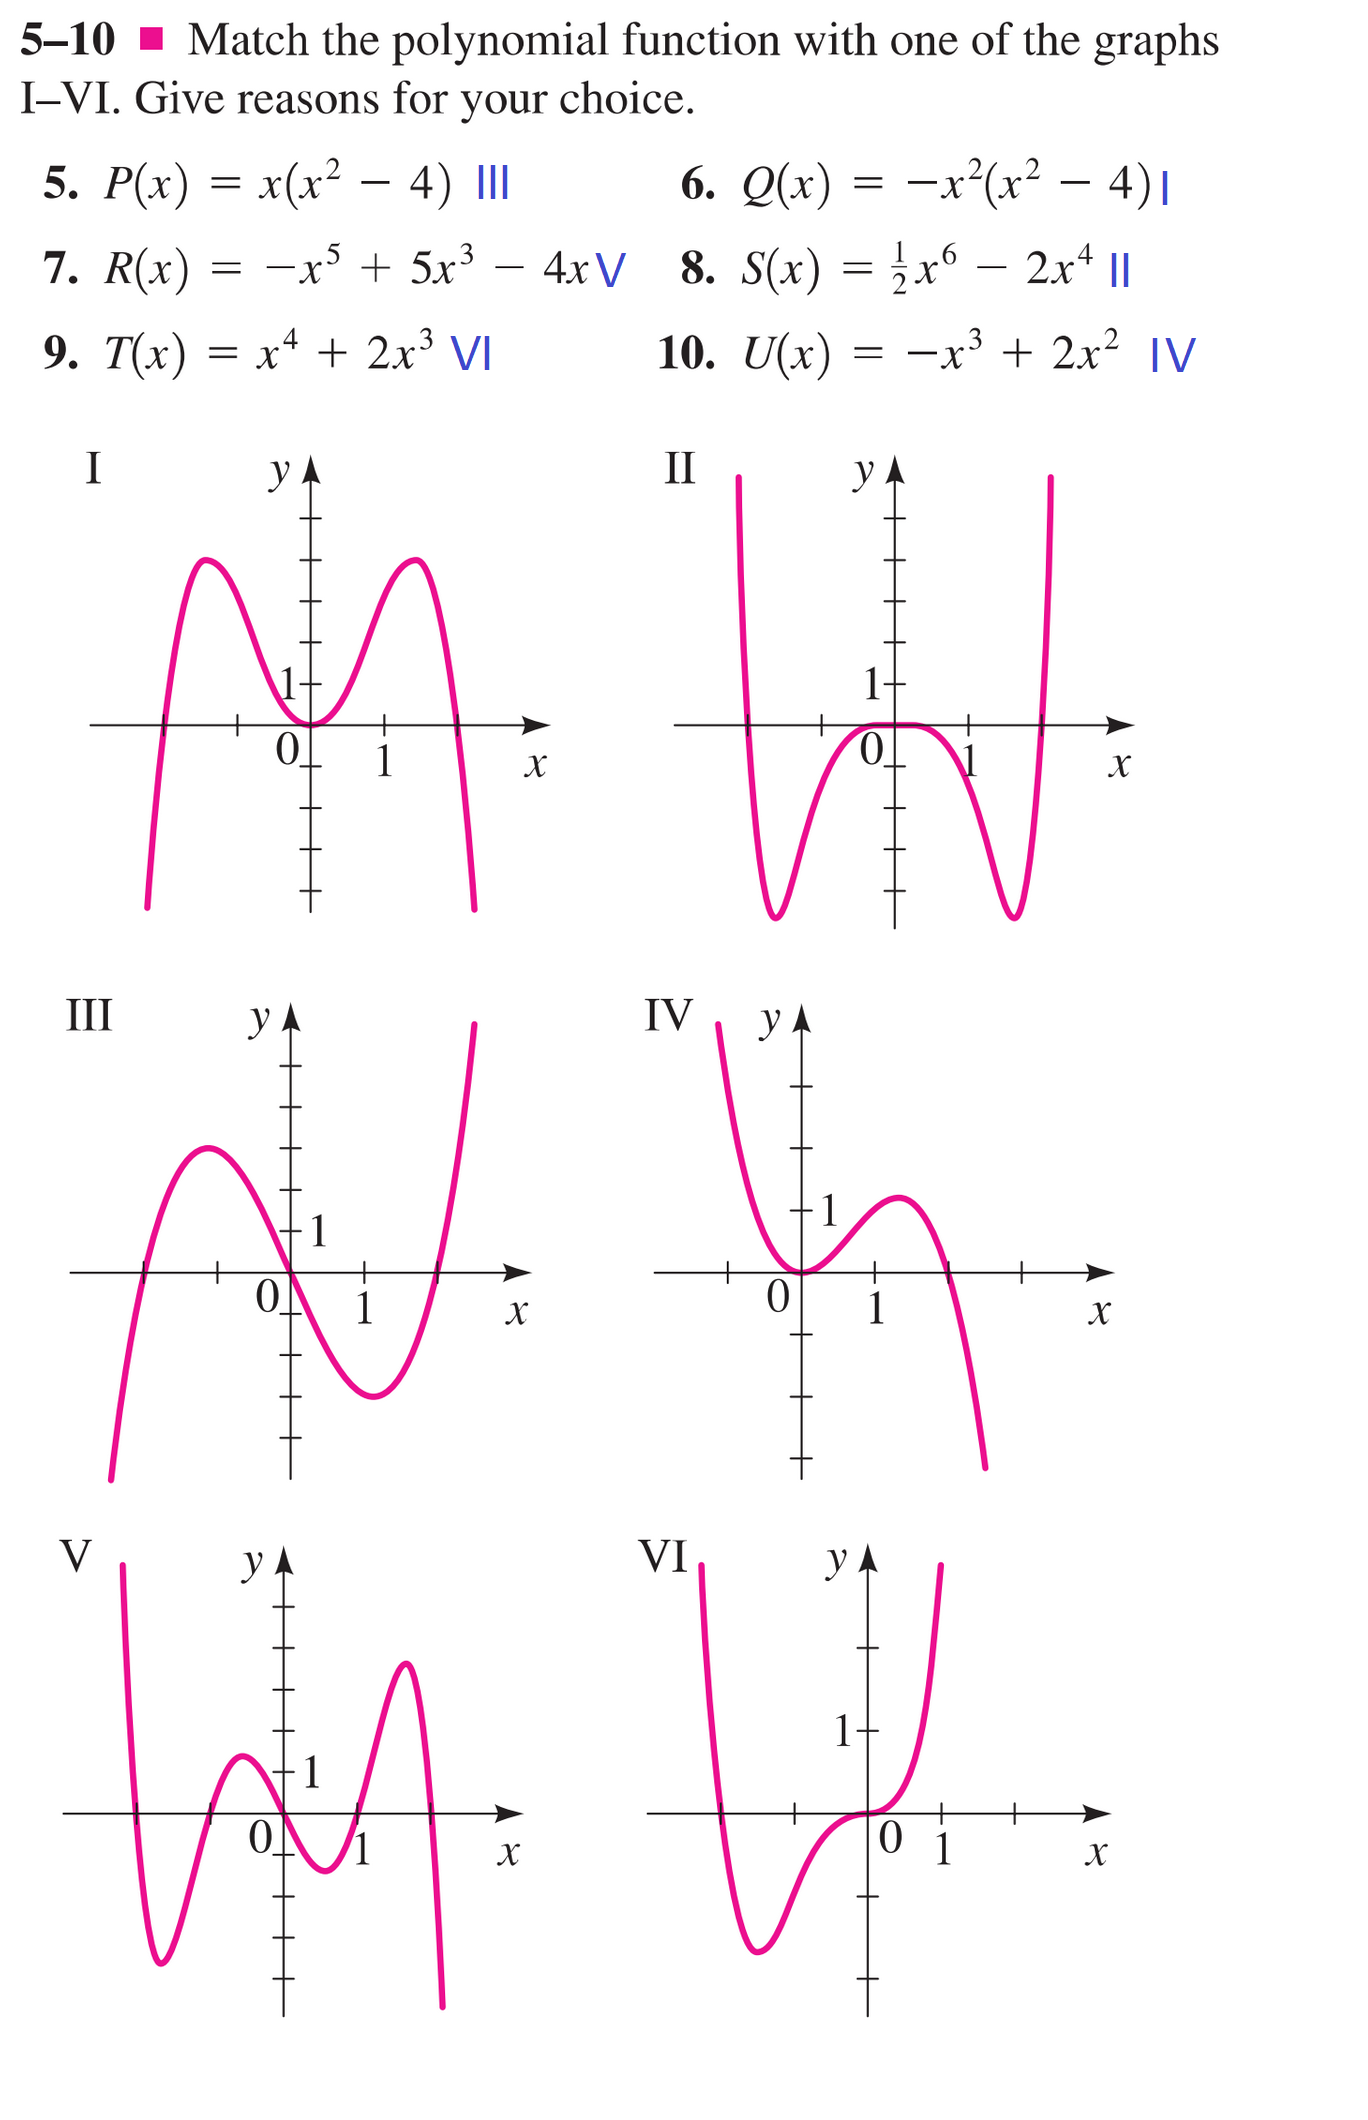 5–10 ■ Match the polynomial function with one of the graphs
I–VI. Give reasons for your choice.
5. P(x) = x(x² − 4) III 6. Q(x) = −x²(x² − 4) I
7. R(x) = −x⁵ + 5x³ − 4x V 8. S(x) = ½x⁶ − 2x⁴ II
9. T(x) = x⁴ + 2x³ VI 10. U(x) = −x³ + 2x² IV
I y II y
1 1
0 1 x 0 1 x
III y IV y
1 1
0 1 x 0 1 x
V y VI y
1 1
0 1 x 0 1 x